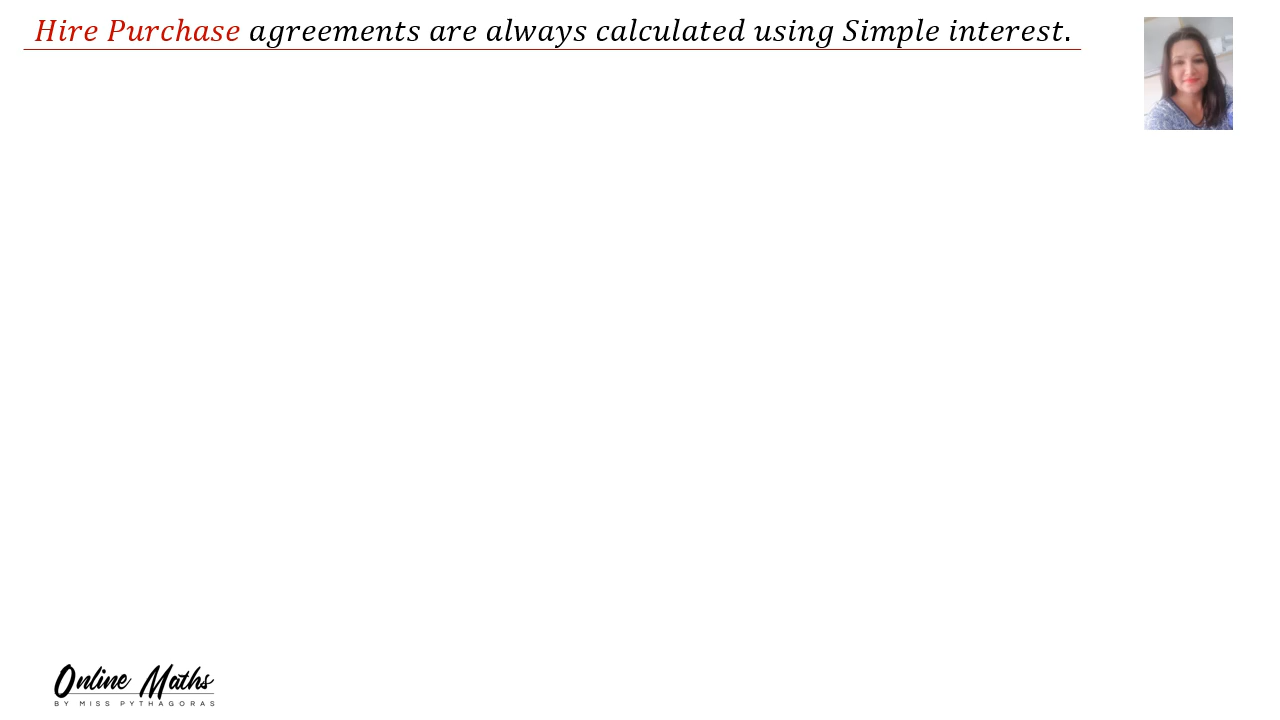 Hire Purchase agreements are always calculated using Simple interest.
Online Maths
BY MISS PYTHAGORAS